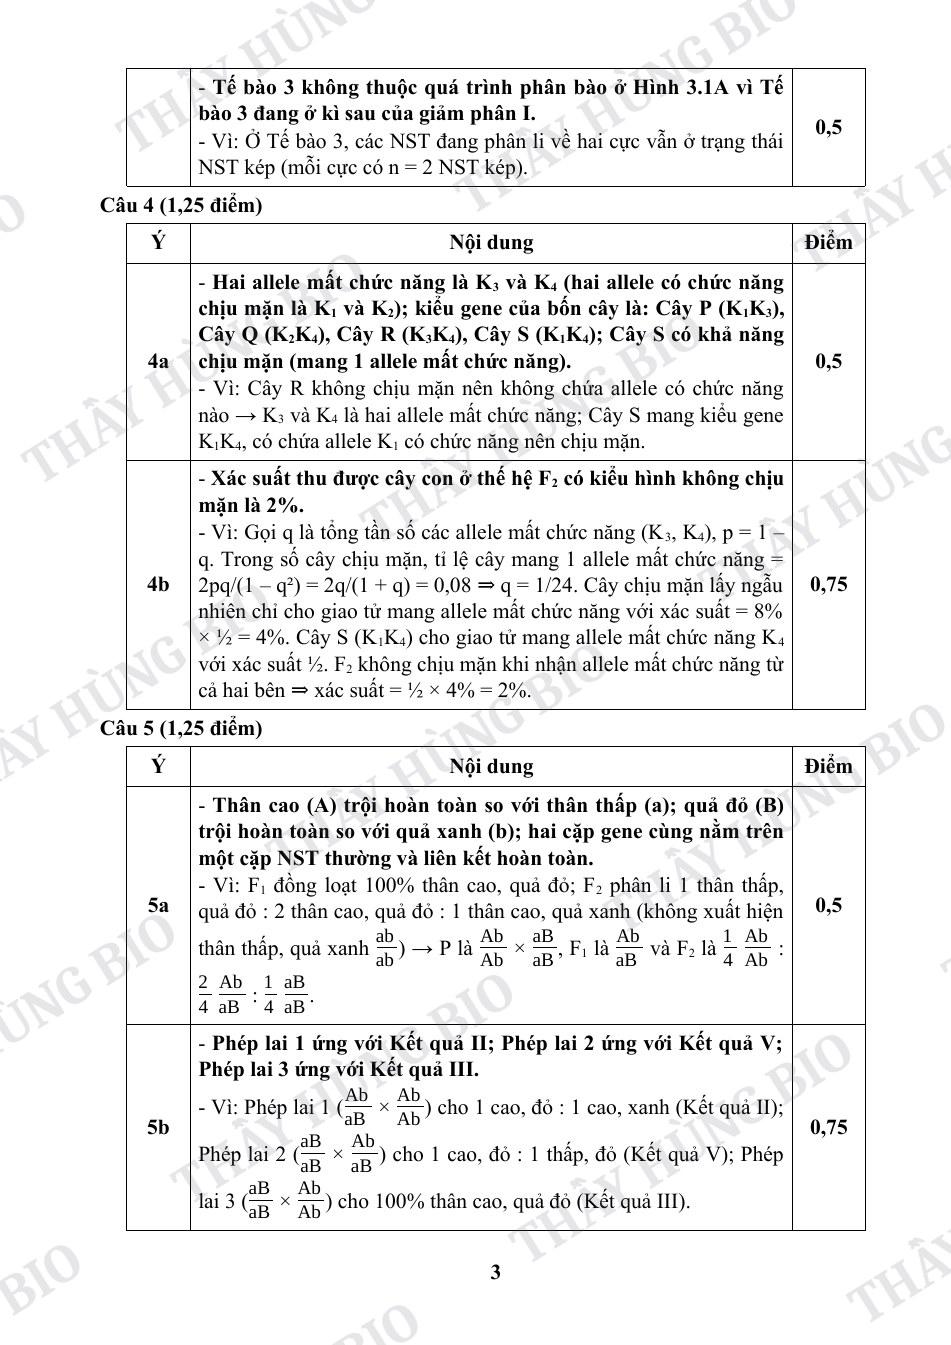 - Tế bào 3 không thuộc quá trình phân bào ở Hình 3.1A vì Tế
bào 3 đang ở kì sau của giảm phân I.
- Vì: Ở Tế bào 3, các NST đang phân li về hai cực vẫn ở trạng thái
NST kép (mỗi cực có n = 2 NST kép).
0,5
Câu 4 (1,25 điểm)
Ý Nội dung Điểm
4a
- Hai allele mất chức năng là K₃ và K₄ (hai allele có chức năng
chịu mặn là K₁ và K₂); kiểu gene của bốn cây là: Cây P (K₁K₃),
Cây Q (K₂K₄), Cây R (K₃K₄), Cây S (K₁K₄); Cây S có khả năng
chịu mặn (mang 1 allele mất chức năng).
- Vì: Cây R không chịu mặn nên không chứa allele có chức năng
nào → K₃ và K₄ là hai allele mất chức năng; Cây S mang kiểu gene
K₁K₄, có chứa allele K₁ có chức năng nên chịu mặn.
0,5
4b
- Xác suất thu được cây con ở thế hệ F₂ có kiểu hình không chịu
mặn là 2%.
- Vì: Gọi q là tổng tần số các allele mất chức năng (K₃, K₄), p = 1 –
q. Trong số cây chịu mặn, tỉ lệ cây mang 1 allele mất chức năng =
2pq/(1 – q²) = 2q/(1 + q) = 0,08 ⇒ q = 1/24. Cây chịu mặn lấy ngẫu
nhiên chỉ cho giao tử mang allele mất chức năng với xác suất = 8%
× ½ = 4%. Cây S (K₁K₄) cho giao tử mang allele mất chức năng K₄
với xác suất ½. F₂ không chịu mặn khi nhận allele mất chức năng từ
cả hai bên ⇒ xác suất = ½ × 4% = 2%.
0,75
Câu 5 (1,25 điểm)
Ý Nội dung Điểm
5a
- Thân cao (A) trội hoàn toàn so với thân thấp (a); quả đỏ (B)
trội hoàn toàn so với quả xanh (b); hai cặp gene cùng nằm trên
một cặp NST thường và liên kết hoàn toàn.
- Vì: F₁ đồng loạt 100% thân cao, quả đỏ; F₂ phân li 1 thân thấp,
quả đỏ : 2 thân cao, quả đỏ : 1 thân cao, quả xanh (không xuất hiện
thân thấp, quả xanh ab/ab) → P là Ab/Ab × aB/aB, F₁ là Ab/aB và F₂ là 1/4 Ab/Ab :
2/4 Ab/aB : 1/4 aB/aB.
0,5
5b
- Phép lai 1 ứng với Kết quả II; Phép lai 2 ứng với Kết quả V;
Phép lai 3 ứng với Kết quả III.
- Vì: Phép lai 1 (Ab/aB × Ab/Ab) cho 1 cao, đỏ : 1 cao, xanh (Kết quả II);
Phép lai 2 (aB/aB × Ab/aB) cho 1 cao, đỏ : 1 thấp, đỏ (Kết quả V); Phép
lai 3 (aB/aB × Ab/Ab) cho 100% thân cao, quả đỏ (Kết quả III).
0,75
3
THẦY HÙNG BIO